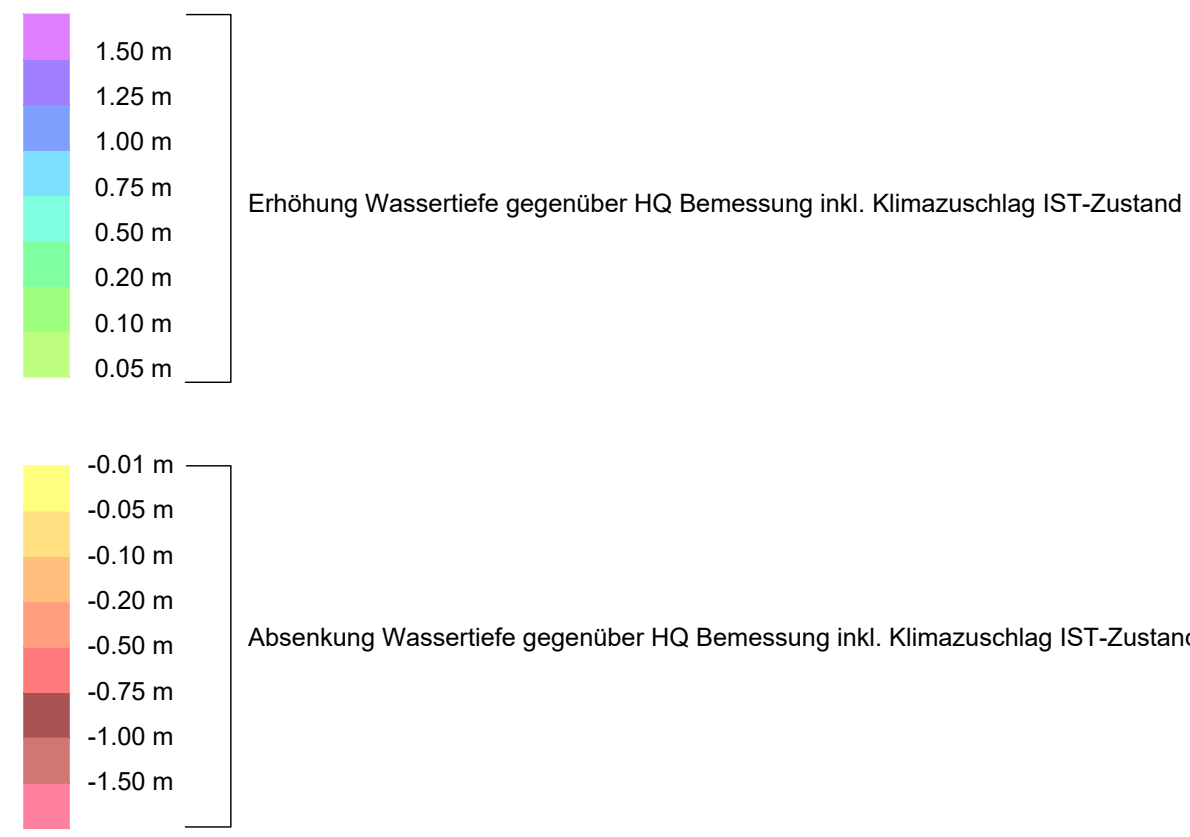 1.50 m
1.25 m
1.00 m
0.75 m
Erhöhung Wassertiefe gegenüber HQ Bemessung inkl. Klimazuschlag IST-Zustand
0.50 m
0.20 m
0.10 m
0.05 m
-0.01 m
-0.05 m
-0.10 m
-0.20 m
-0.50 m
Absenkung Wassertiefe gegenüber HQ Bemessung inkl. Klimazuschlag IST-Zustand
-0.75 m
-1.00 m
-1.50 m